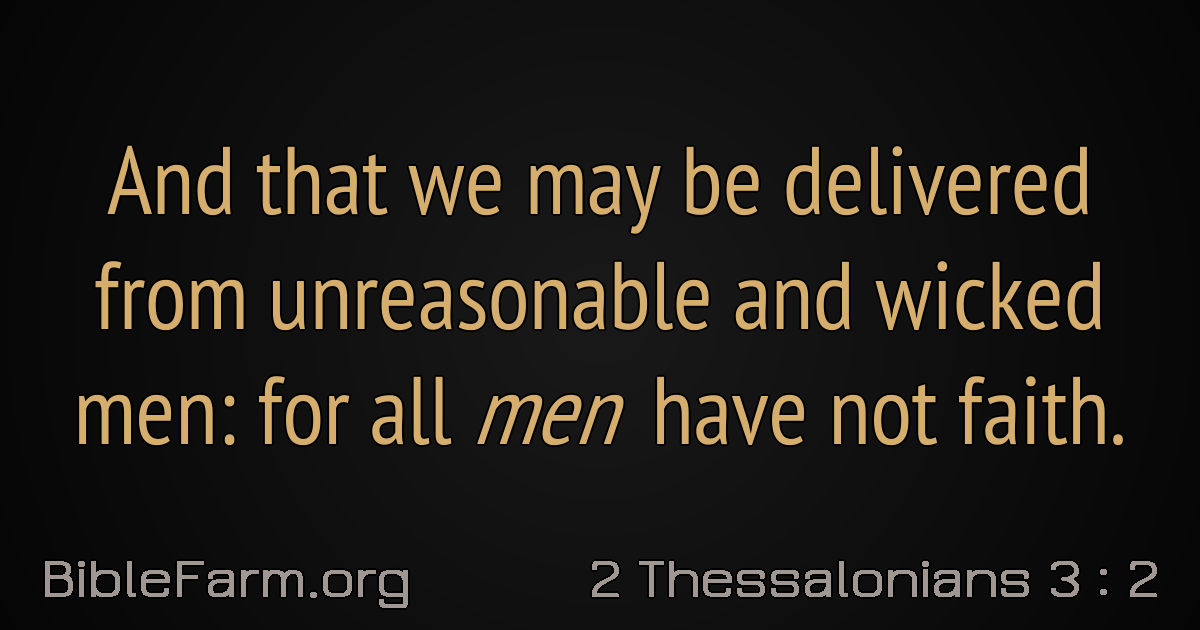 And that we may be delivered
from unreasonable and wicked
men: for all men have not faith.
BibleFarm.org
2 Thessalonians 3 : 2